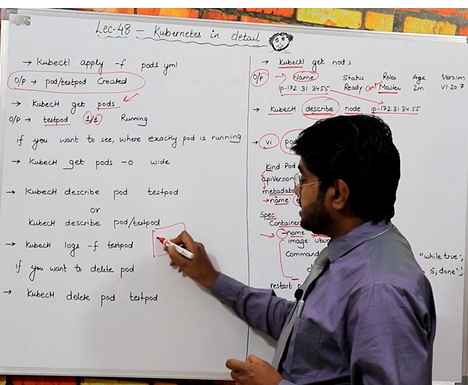 Lec-48 - Kubernetes in detail
→ Kubectl apply -f pod1.yml
O/P → pod/testpod Created
→ Kubectl get pods
O/P → testpod 1/1 Running
if you want to see, where exactly pod is running
→ Kubectl get pods -o wide
→ Kubectl describe pod testpod
or
Kubectl describe pod/testpod
→ Kubectl logs -f testpod
if you want to delete pod
→ Kubectl delete pod testpod
→ Kubectl get nodes
O/P → Name Status Roles Age Version
ip-172.31.34.55 Ready Master 2m V1.20.7
→ Kubectl describe node ip-172.31.34.55
→ vi
kind Pod
apiVersion
metadata
→ name
Spec
Containers
→ - name
image: Ubun
Command
"while true;
5; done"
restart